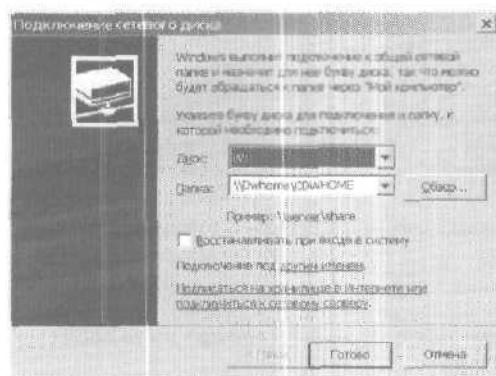 Подключение сетевого диска
Windows выполнит подключение к общей сетевой
папке и назначит для нее букву диска, так что можно
будет обращаться к папке через "Мой компьютер".
Укажите букву диска для подключения и папку, к
которой необходимо подключиться:
Диск:
Папка: Обзор...
Пример: \\server\share
Восстанавливать при входе в систему
Подключение под другим именем.
Подписаться на хранилище в Интернете или
подключиться к сетевому серверу.
Готово Отмена